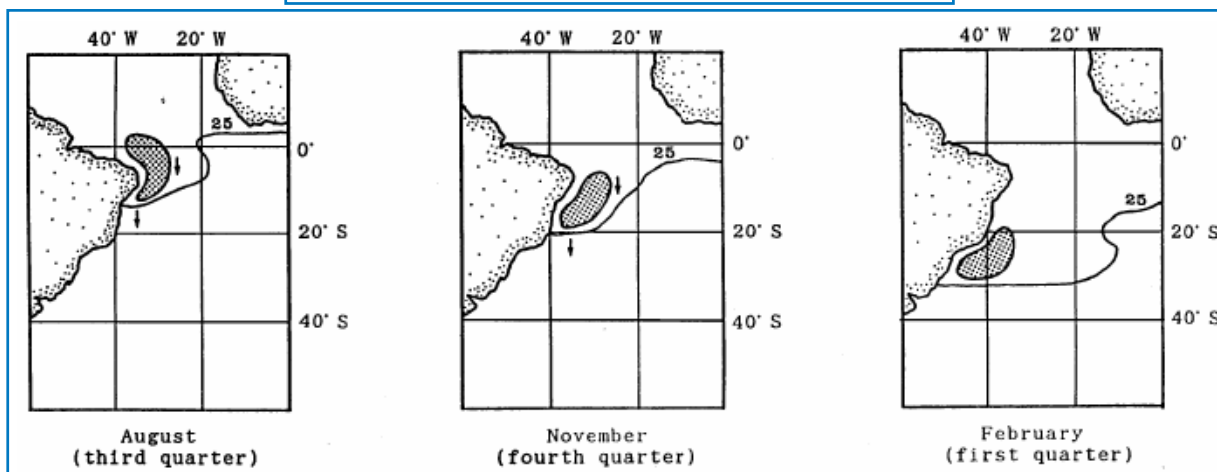 40° W 20° W
25
0°
20° S
40° S
August
(third quarter)
40° W 20° W
25
0°
20° S
40° S
November
(fourth quarter)
40° W 20° W
0°
25
20° S
40° S
February
(first quarter)